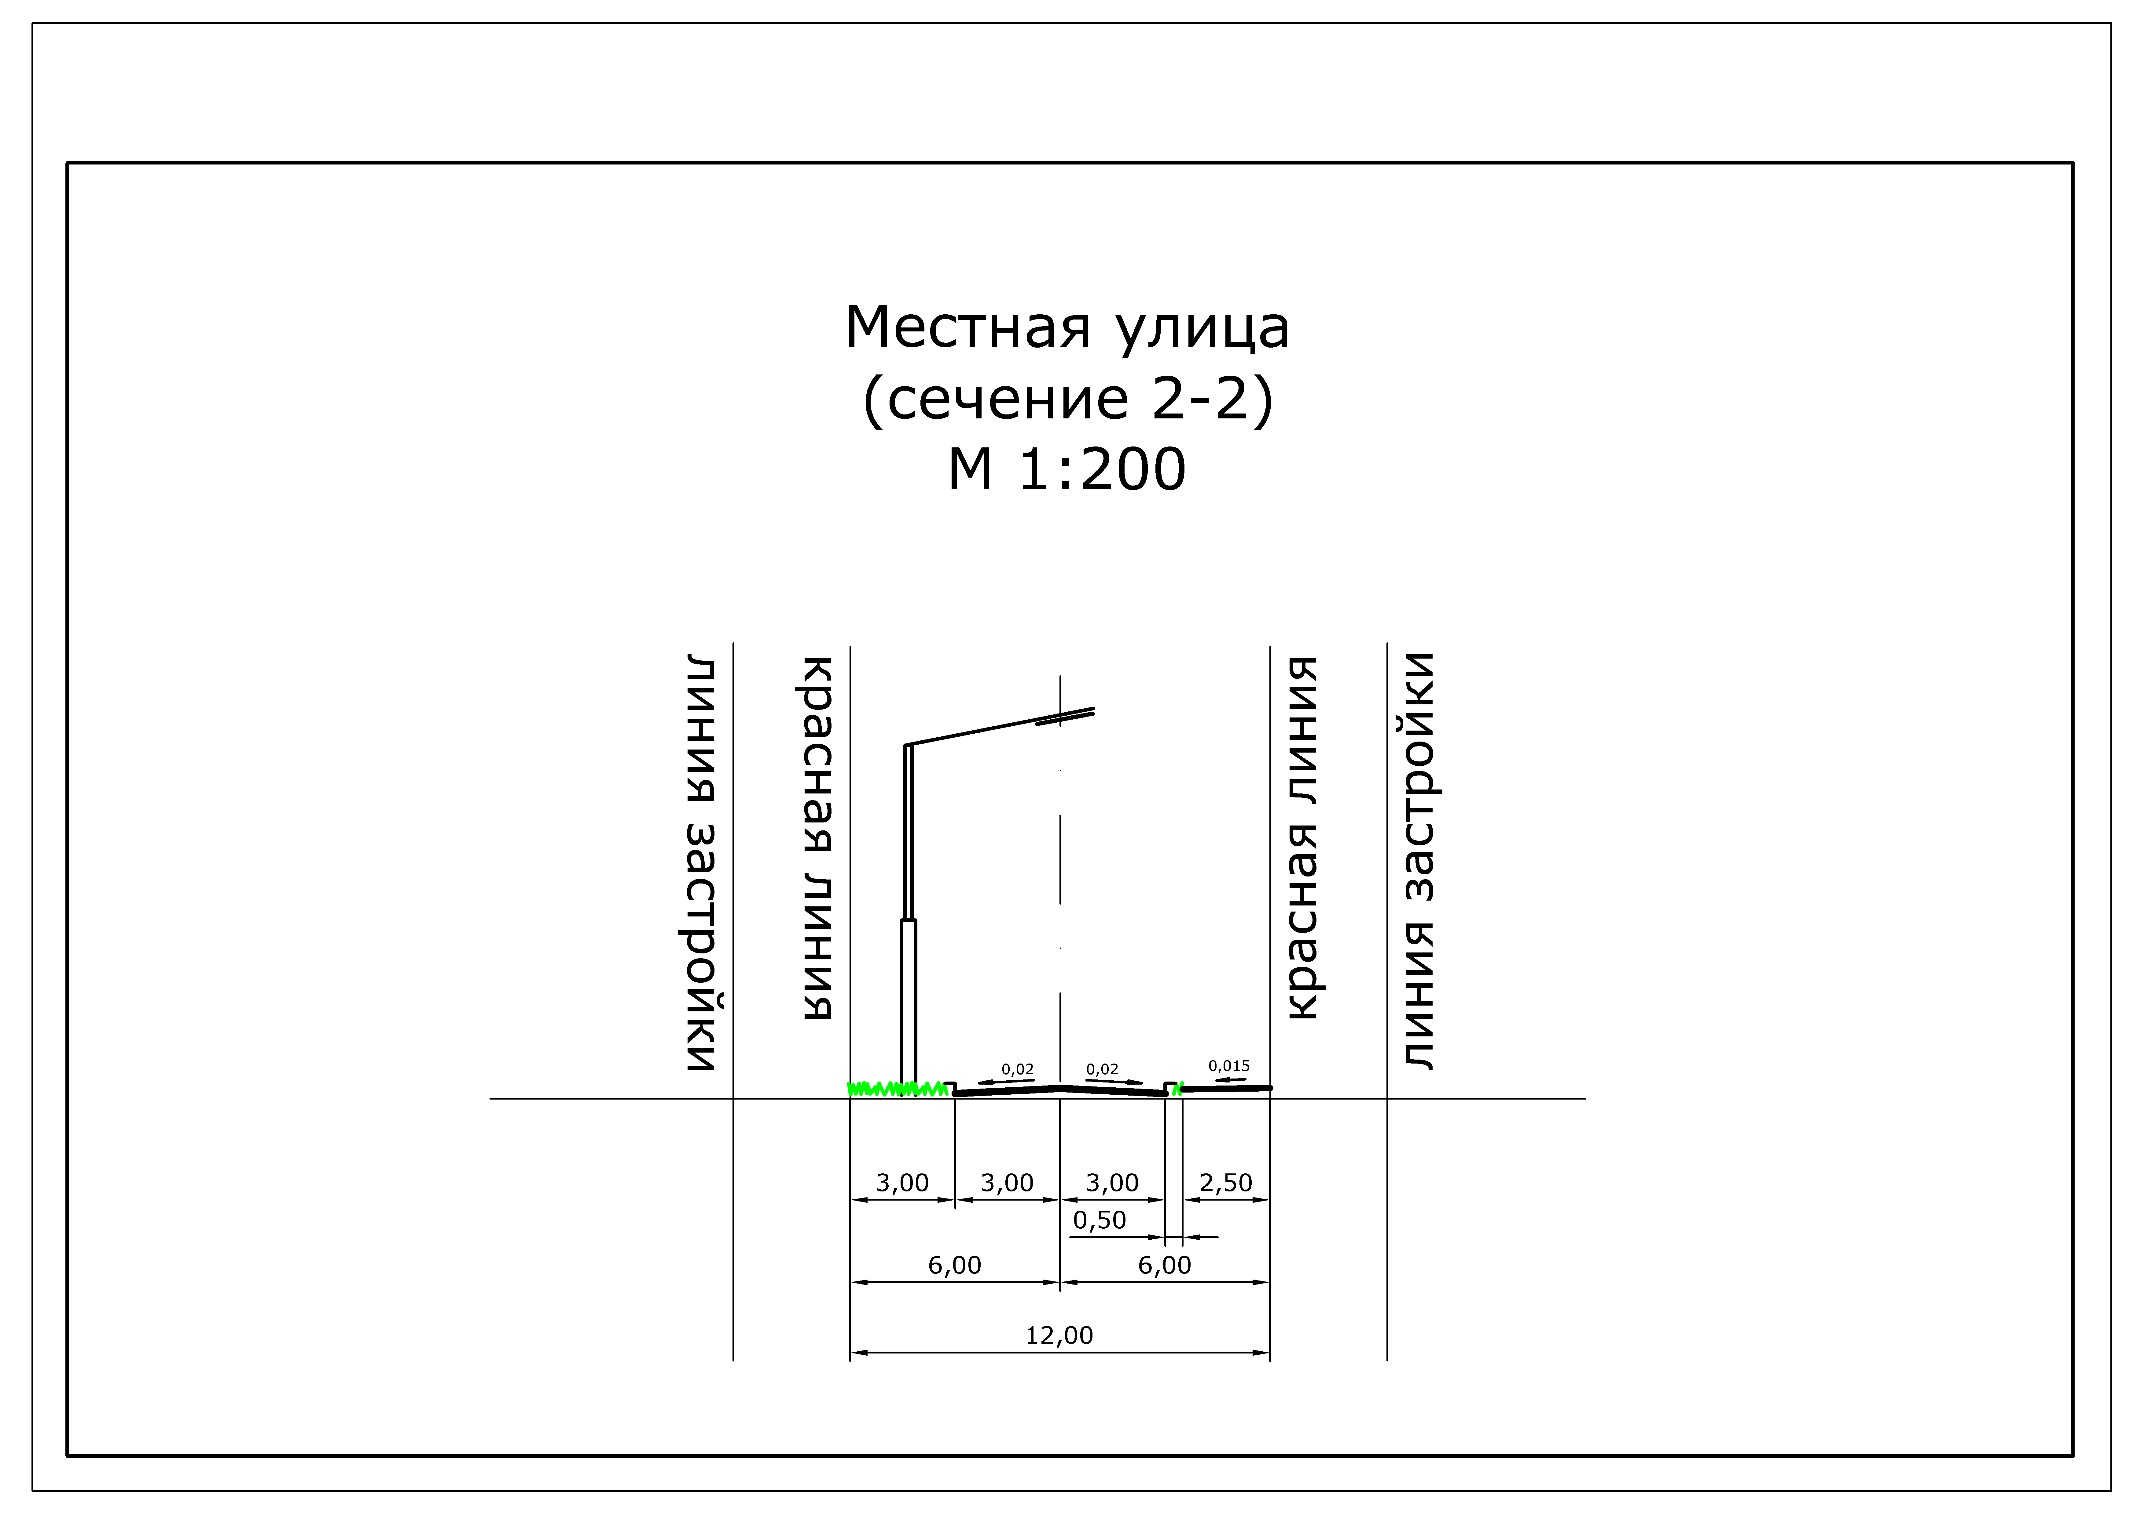 Местная улица
(сечение 2-2)
М 1:200
линия застройки
красная линия
красная линия
линия застройки
0,02
0,02
0,015
3,00
3,00
3,00
2,50
0,50
6,00
6,00
12,00